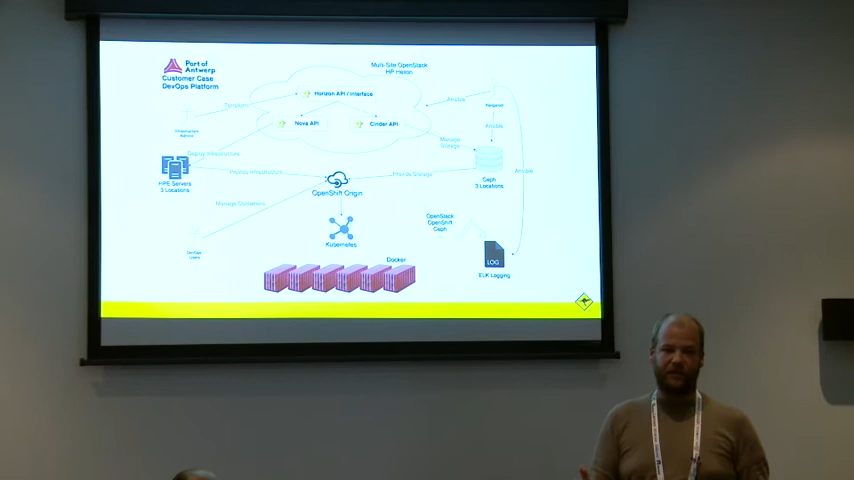 Port of
Antwerp
Customer Case
DevOps Platform
Multi-Site OpenStack
HP Helion
Horizon API / Interface
Nova API
Cinder API
Ansible
Ansible
Ansible
Manage
Storage
Deploy Infrastructure
Provide Infrastructure
Provide Storage
HPE Servers
3 Locations
Ceph
3 Locations
OpenShift Origin
Manage Containers
DevOps
Users
Kubernetes
OpenStack
OpenShift
Ceph
Docker
LOG
ELK Logging